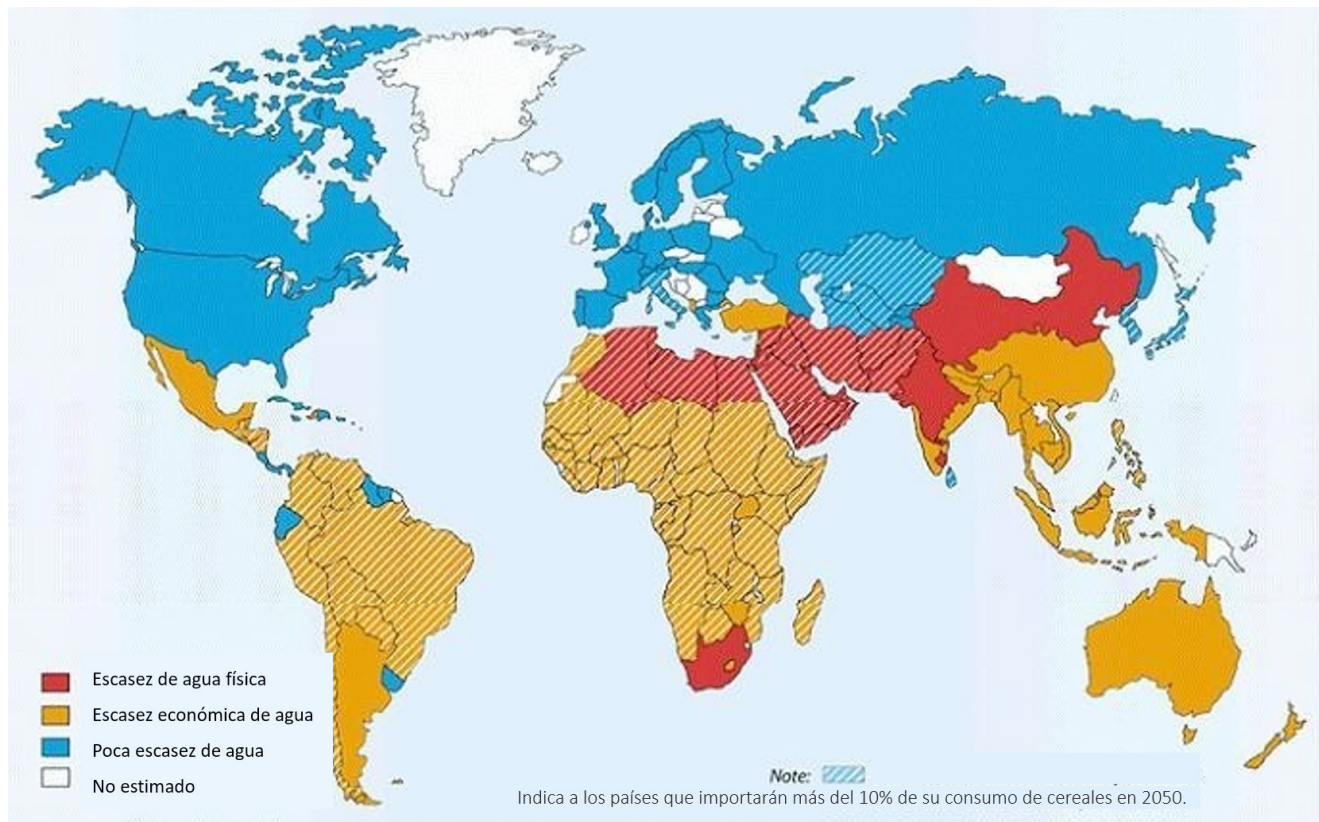 Escasez de agua física
Escasez económica de agua
Poca escasez de agua
No estimado
Note:
Indica a los países que importarán más del 10% de su consumo de cereales en 2050.